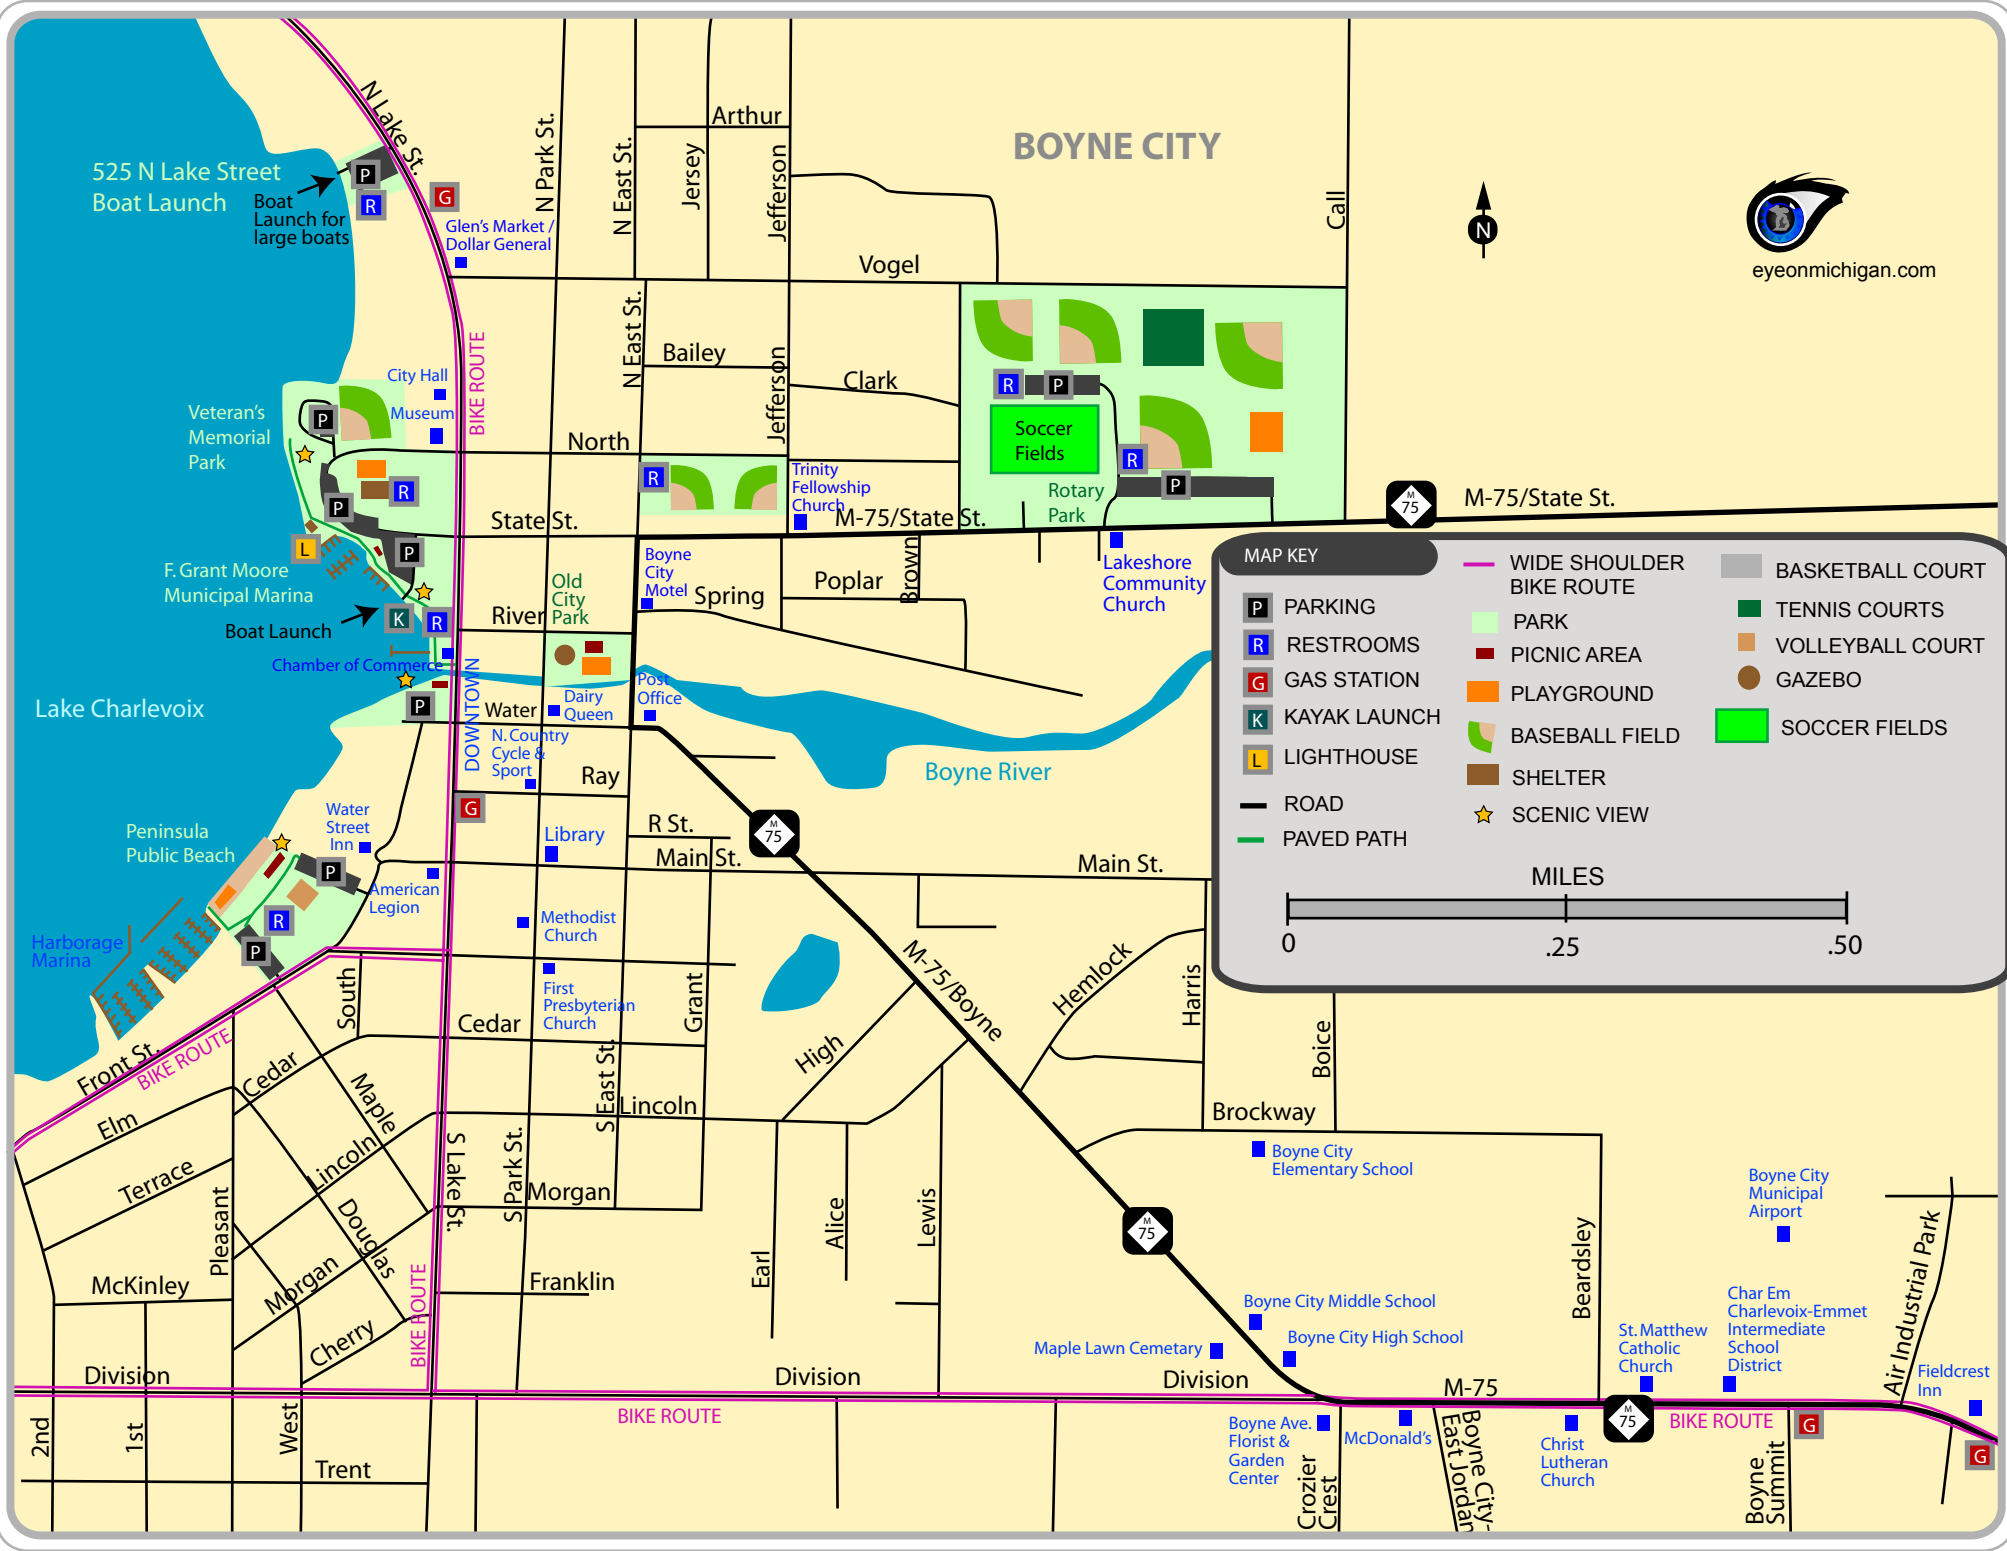 BOYNE CITY
N
eyeonmichigan.com
525 N Lake Street
Boat Launch
Boat
Launch for
large boats
P
R
G
N Lake St.
Glen's Market /
Dollar General
N Park St.
N East St.
Jersey
Arthur
Jefferson
Call
Vogel
BIKE ROUTE
N East St.
Bailey
Jefferson
Clark
City Hall
Museum
North
Veteran's
Memorial
Park
P
R
P
L
P
F. Grant Moore
Municipal Marina
Boat Launch
K
R
Chamber of Commerce
P
State St.
R
Trinity
Fellowship
Church
M-75/State St.
R
P
Soccer
Fields
R
P
Rotary
Park
M
75
M-75/State St.
Lakeshore
Community
Church
Boyne
City
Motel
Spring
Poplar
Brown
Old
City
Park
River
Lake Charlevoix
DOWNTOWN
Water
Dairy
Queen
Post
Office
N. Country
Cycle &
Sport
Ray
G
Boyne River
M
75
Library
R St.
Main St.
Main St.
Water
Street
Inn
Peninsula
Public Beach
P
American
Legion
R
P
Harborage
Marina
Methodist
Church
First
Presbyterian
Church
Grant
South
Cedar
Front St.
BIKE ROUTE
Cedar
Elm
Maple
Terrace
Lincoln
Pleasant
Douglas
Morgan
McKinley
Cherry
Division
S Lake St.
BIKE ROUTE
S Park St.
S East St.
Lincoln
Morgan
Franklin
High
M-75/Boyne
Hemlock
Harris
Boice
Brockway
Earl
Alice
Lewis
Boyne City
Elementary School
M
75
Beardsley
Boyne City
Municipal
Airport
Air Industrial Park
Boyne City Middle School
Boyne City High School
Maple Lawn Cemetery
St. Matthew
Catholic
Church
Char Em
Charlevoix-Emmet
Intermediate
School
District
Fieldcrest
Inn
Division
Division
M-75
BIKE ROUTE
M
75
BIKE ROUTE
G
G
Boyne Ave.
Florist &
Garden
Center
McDonald's
Christ
Lutheran
Church
Crozier
Crest
Boyne City-
East Jordan
Boyne
Summit
2nd
1st
West
Trent
MAP KEY
P PARKING
R RESTROOMS
G GAS STATION
K KAYAK LAUNCH
L LIGHTHOUSE
ROAD
PAVED PATH
WIDE SHOULDER
BIKE ROUTE
PARK
PICNIC AREA
PLAYGROUND
BASEBALL FIELD
SHELTER
SCENIC VIEW
BASKETBALL COURT
TENNIS COURTS
VOLLEYBALL COURT
GAZEBO
SOCCER FIELDS
MILES
0
.25
.50